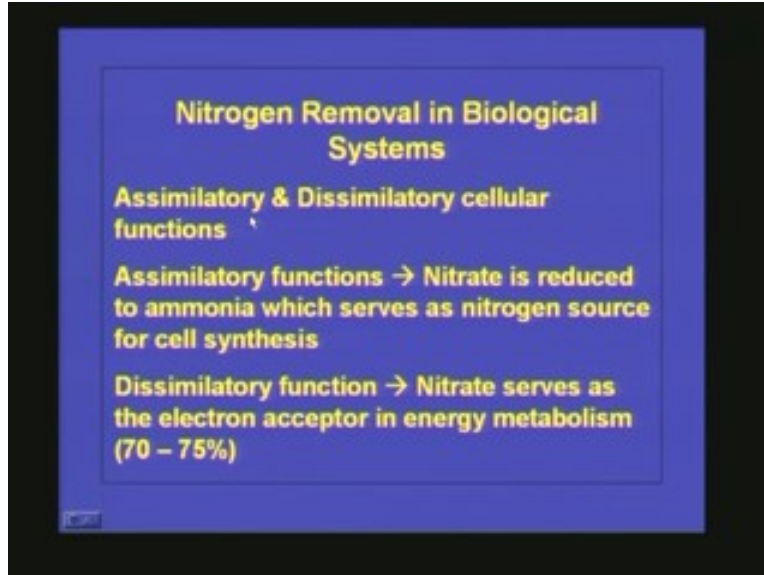 Nitrogen Removal in Biological
Systems
Assimilatory & Dissimilatory cellular
functions
Assimilatory functions → Nitrate is reduced
to ammonia which serves as nitrogen source
for cell synthesis
Dissimilatory function → Nitrate serves as
the electron acceptor in energy metabolism
(70 – 75%)